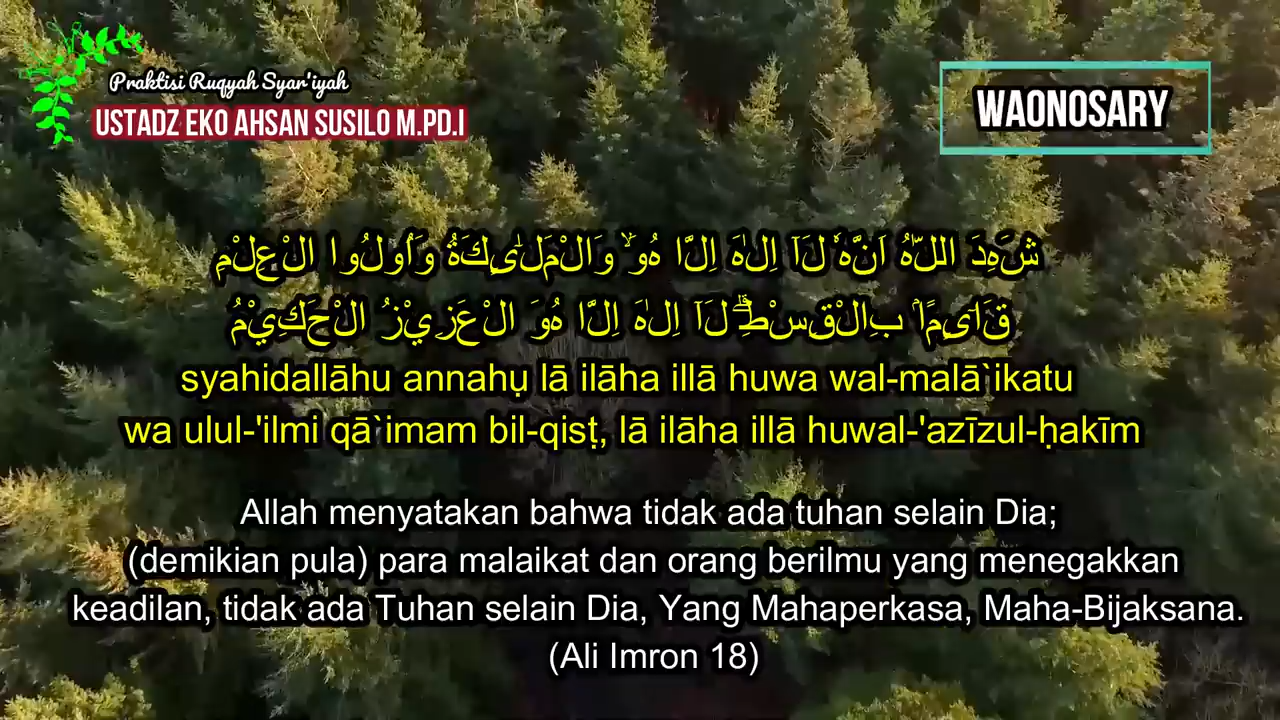 Praktisi Ruqyah Syar'iyah
USTADZ EKO AHSAN SUSILO M.PD.I
WAONOSARY
شَهِدَ اللّٰهُ اَنَّهٗ لَآ اِلٰهَ اِلَّا هُوَۙ وَالْمَلٰۤىِٕكَةُ وَاُولُوا الْعِلْمِ
قَاۤىِٕمًاۢ بِالْقِسْطِۗ لَآ اِلٰهَ اِلَّا هُوَ الْعَزِيْزُ الْحَكِيْمُ
syahidallāhu annahụ lā ilāha illā huwa wal-malā`ikatu
wa ulul-'ilmi qā`imam bil-qisṭ, lā ilāha illā huwal-'azīzul-ḥakīm
Allah menyatakan bahwa tidak ada tuhan selain Dia;
(demikian pula) para malaikat dan orang berilmu yang menegakkan
keadilan, tidak ada Tuhan selain Dia, Yang Mahaperkasa, Maha-Bijaksana.
(Ali Imron 18)